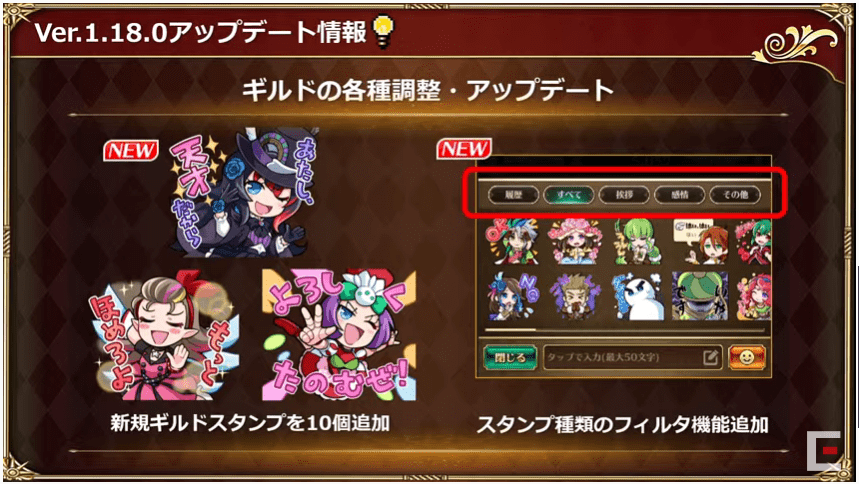 Ver.1.18.0アップデート情報
ギルドの各種調整・アップデート
NEW
あたし、
天才
だから
ほめろよ
もっと
よろしく
たのむぜ!
新規ギルドスタンプを10個追加
NEW
履歴
すべて
挨拶
感情
その他
NG
閉じる
タップで入力(最大50文字)
スタンプ種類のフィルタ機能追加